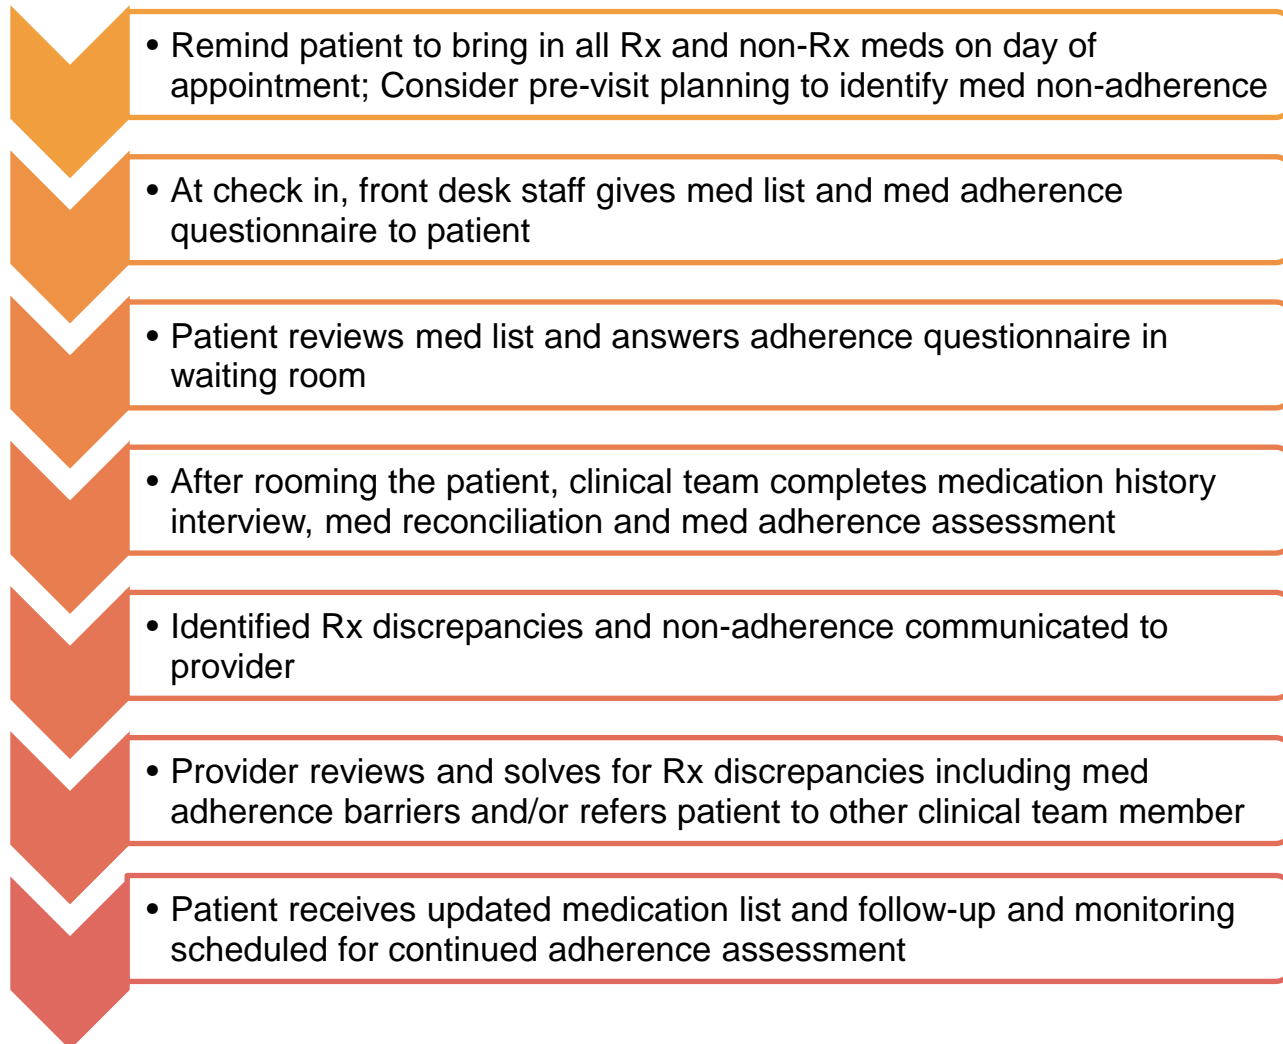 • Remind patient to bring in all Rx and non-Rx meds on day of
appointment; Consider pre-visit planning to identify med non-adherence
• At check in, front desk staff gives med list and med adherence
questionnaire to patient
• Patient reviews med list and answers adherence questionnaire in
waiting room
• After rooming the patient, clinical team completes medication history
interview, med reconciliation and med adherence assessment
• Identified Rx discrepancies and non-adherence communicated to
provider
• Provider reviews and solves for Rx discrepancies including med
adherence barriers and/or refers patient to other clinical team member
• Patient receives updated medication list and follow-up and monitoring
scheduled for continued adherence assessment